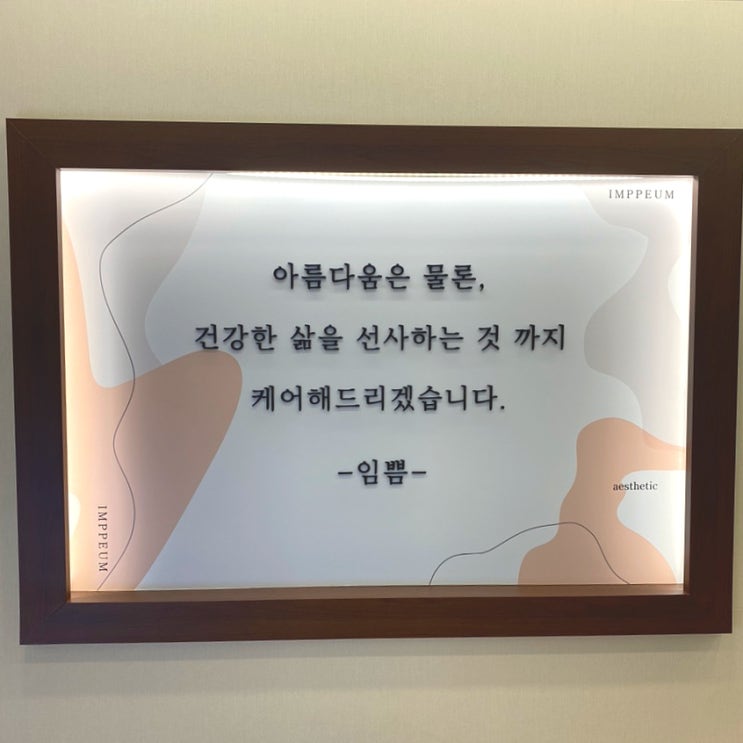 IMPPEUM
아름다움은 물론,
건강한 삶을 선사하는 것 까지
케어해드리겠습니다.
-임쁨-
aesthetic
IMPPEUM